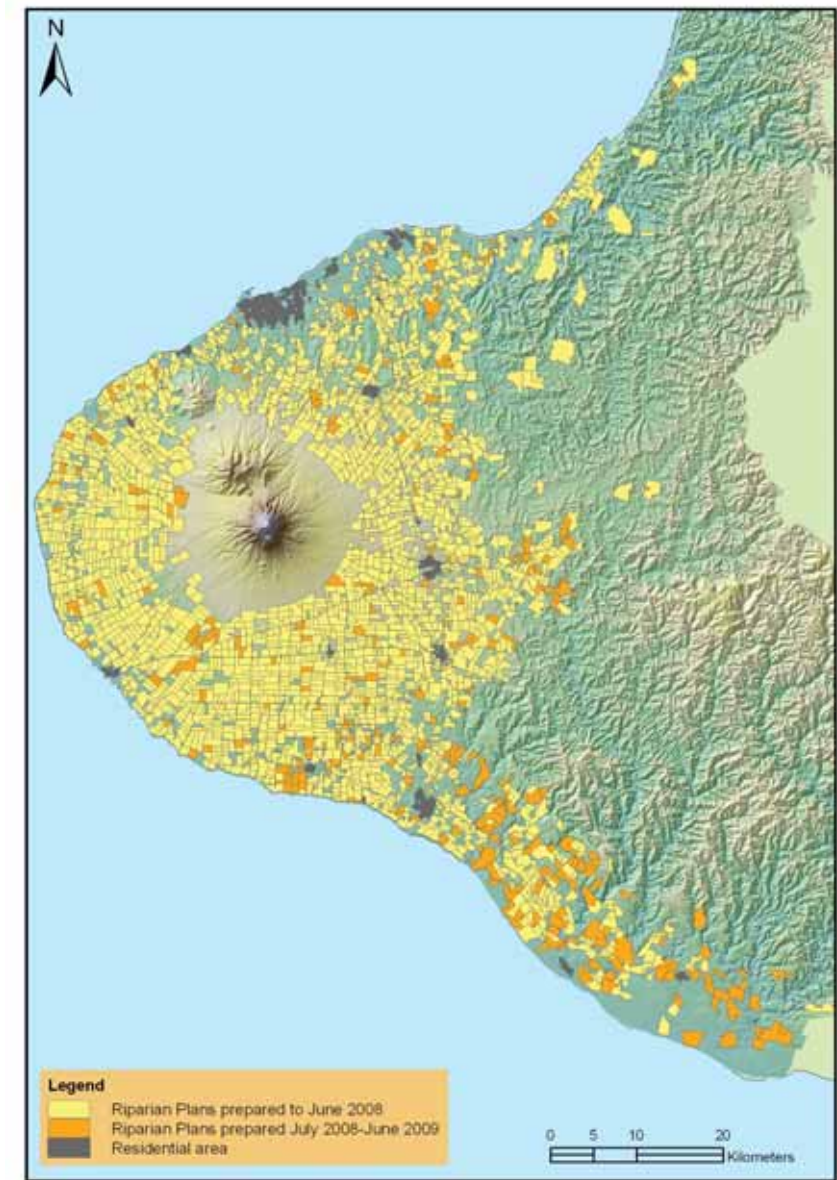 N
Legend
Riparian Plans prepared to June 2008
Riparian Plans prepared July 2008-June 2009
Residential area
0 5 10 20
Kilometers